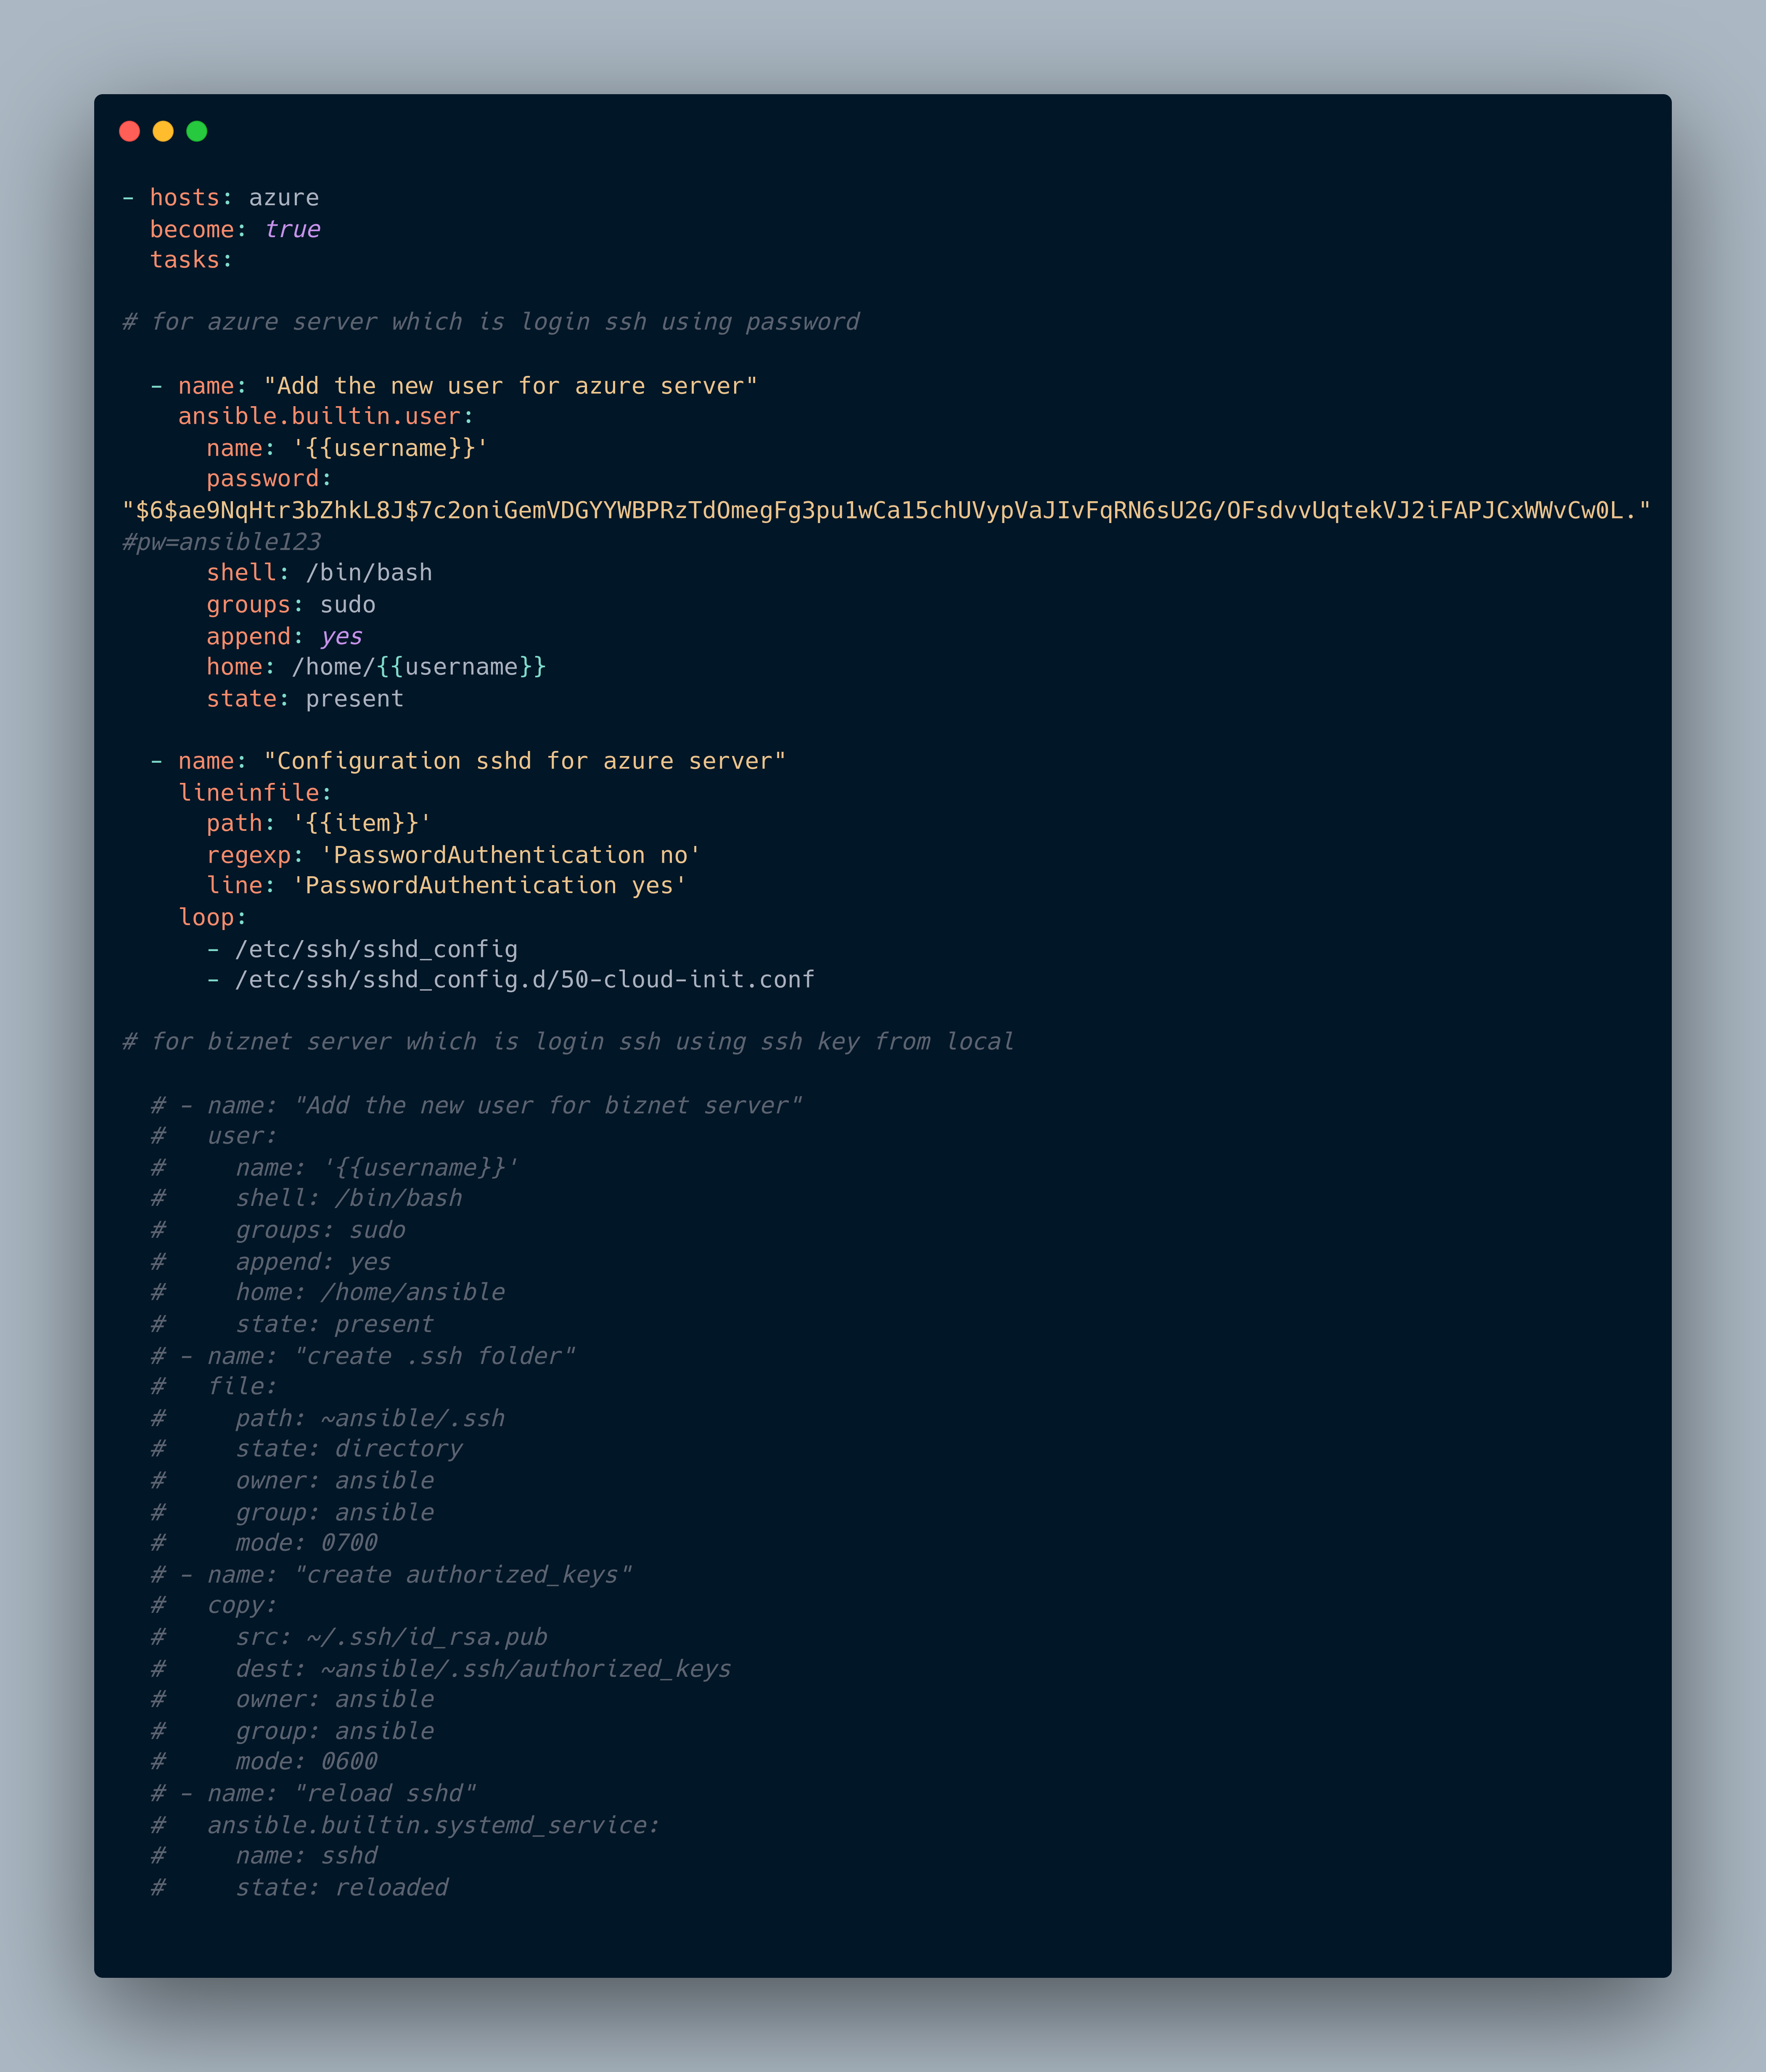 - hosts: azure
  become: true
  tasks:

# for azure server which is login ssh using password

  - name: "Add the new user for azure server"
    ansible.builtin.user:
      name: '{{username}}'
      password:
"$6$ae9NqHtr3bZhkL8J$7c2oniGemVDGYYWBPRzTdOmegFg3pu1wCa15chUVypVaJIvFqRN6sU2G/OFsdvvUqtekVJ2iFAPJCxWWvCw0L."
#pw=ansible123
      shell: /bin/bash
      groups: sudo
      append: yes
      home: /home/{{username}}
      state: present

  - name: "Configuration sshd for azure server"
    lineinfile:
      path: '{{item}}'
      regexp: 'PasswordAuthentication no'
      line: 'PasswordAuthentication yes'
    loop:
      - /etc/ssh/sshd_config
      - /etc/ssh/sshd_config.d/50-cloud-init.conf

# for biznet server which is login ssh using ssh key from local

  # - name: "Add the new user for biznet server"
  #   user:
  #     name: '{{username}}'
  #     shell: /bin/bash
  #     groups: sudo
  #     append: yes
  #     home: /home/ansible
  #     state: present
  # - name: "create .ssh folder"
  #   file:
  #     path: ~ansible/.ssh
  #     state: directory
  #     owner: ansible
  #     group: ansible
  #     mode: 0700
  # - name: "create authorized_keys"
  #   copy:
  #     src: ~/.ssh/id_rsa.pub
  #     dest: ~ansible/.ssh/authorized_keys
  #     owner: ansible
  #     group: ansible
  #     mode: 0600
  # - name: "reload sshd"
  #   ansible.builtin.systemd_service:
  #     name: sshd
  #     state: reloaded